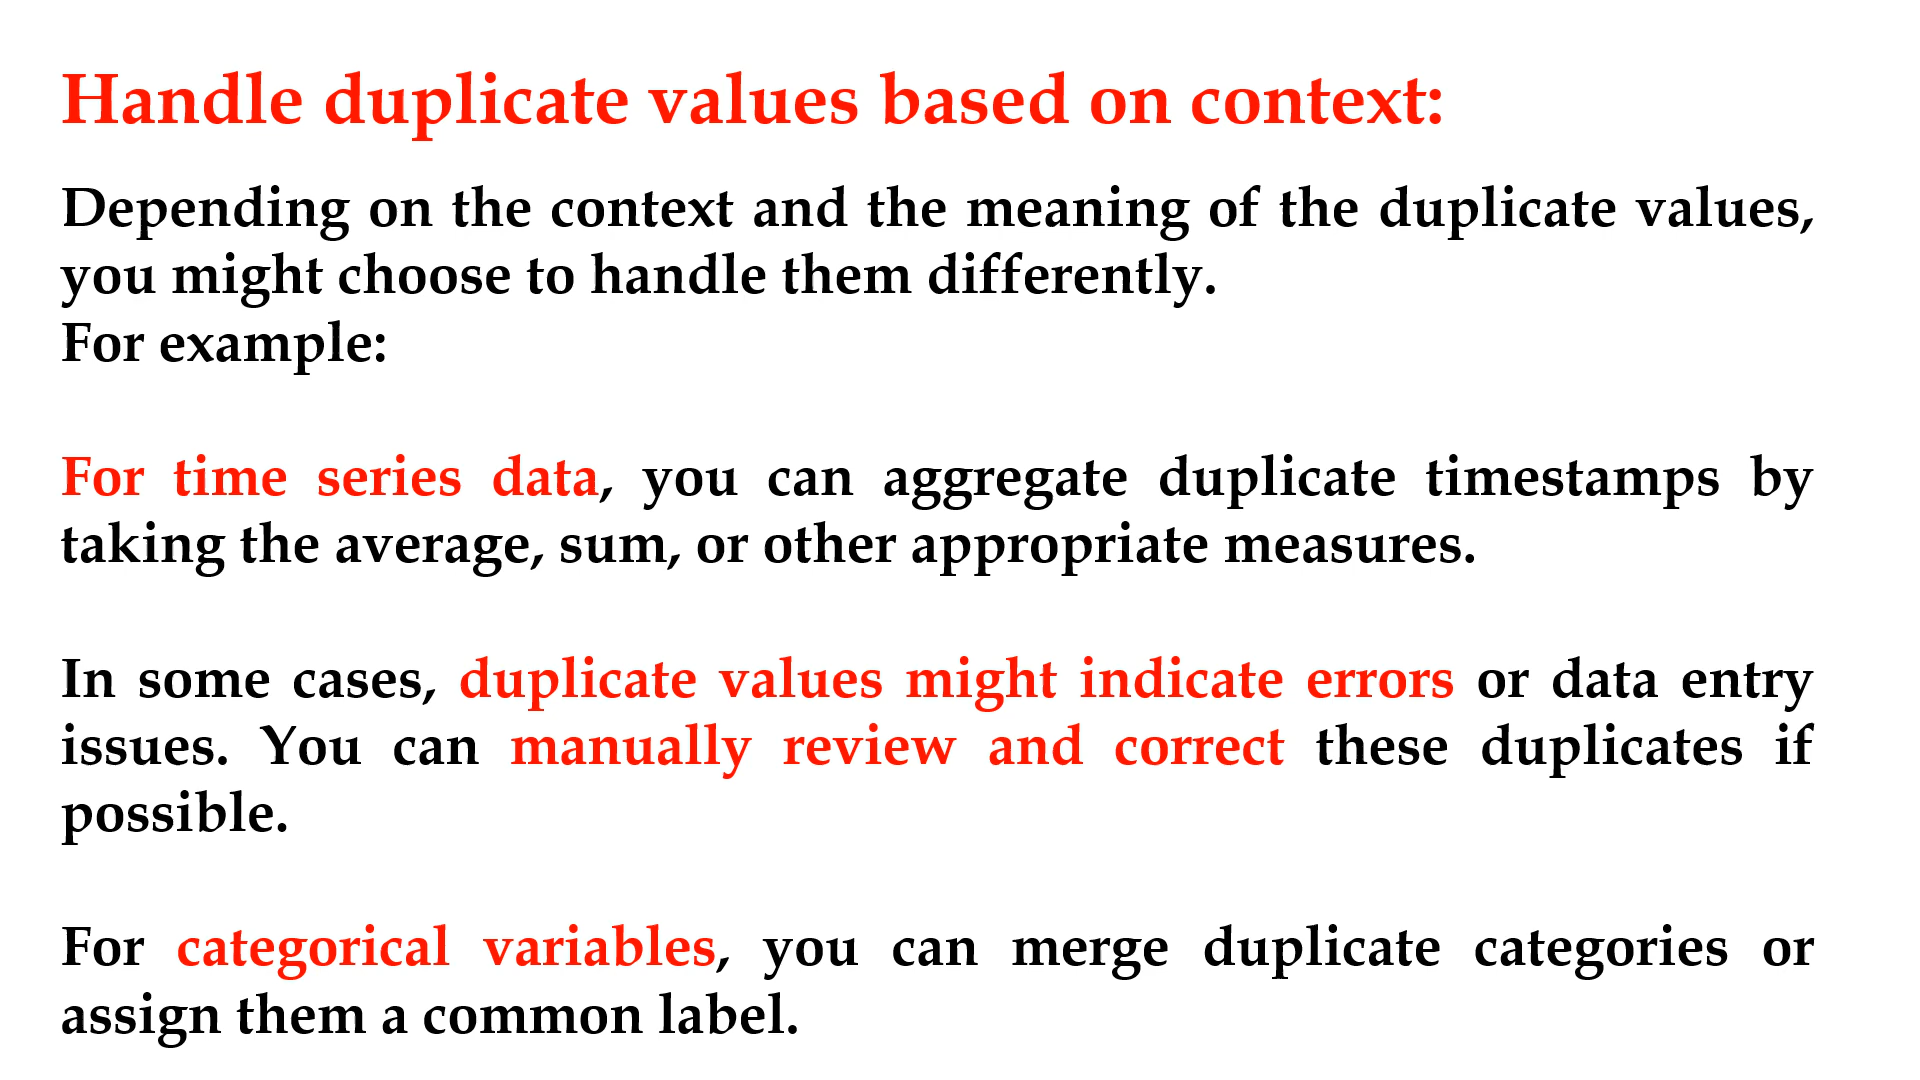 Handle duplicate values based on context:
Depending on the context and the meaning of the duplicate values,
you might choose to handle them differently.
For example:
For time series data, you can aggregate duplicate timestamps by
taking the average, sum, or other appropriate measures.
In some cases, duplicate values might indicate errors or data entry
issues. You can manually review and correct these duplicates if
possible.
For categorical variables, you can merge duplicate categories or
assign them a common label.